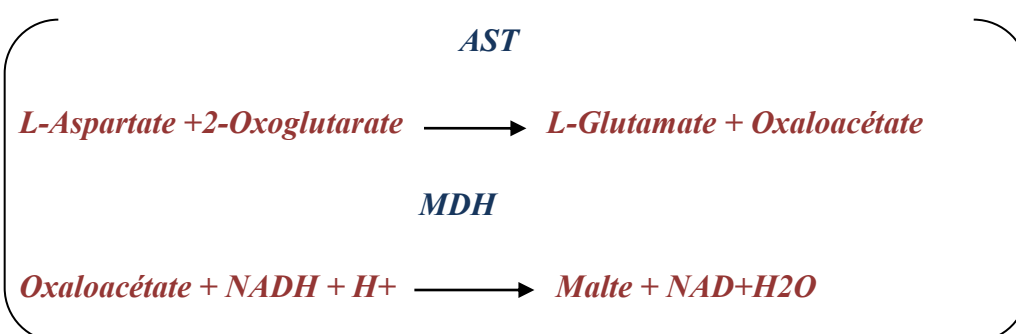 AST
L-Aspartate +2-Oxoglutarate L-Glutamate + Oxaloacétate
MDH
Oxaloacétate + NADH + H+ Malte + NAD+H2O